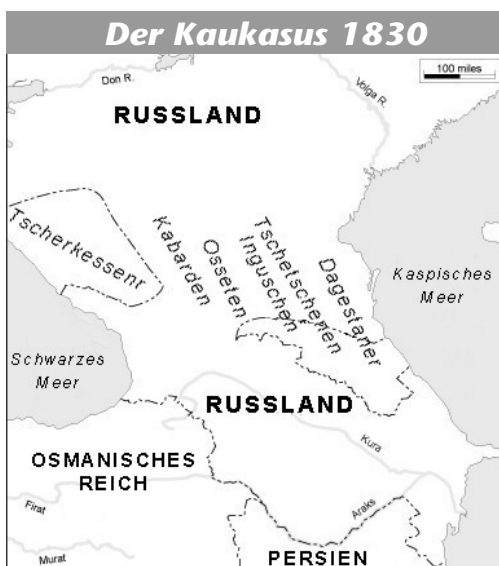 Der Kaukasus 1830
100 miles
Don R.
Volga R.
RUSSLAND
Tscherkessenr
Kabarden
Osseten
Inguschen
Tschetschenen
Dagestaner
Kaspisches
Meer
Schwarzes
Meer
RUSSLAND
Kura
OSMANISCHES
REICH
Firat
Araks
Murat
PERSIEN